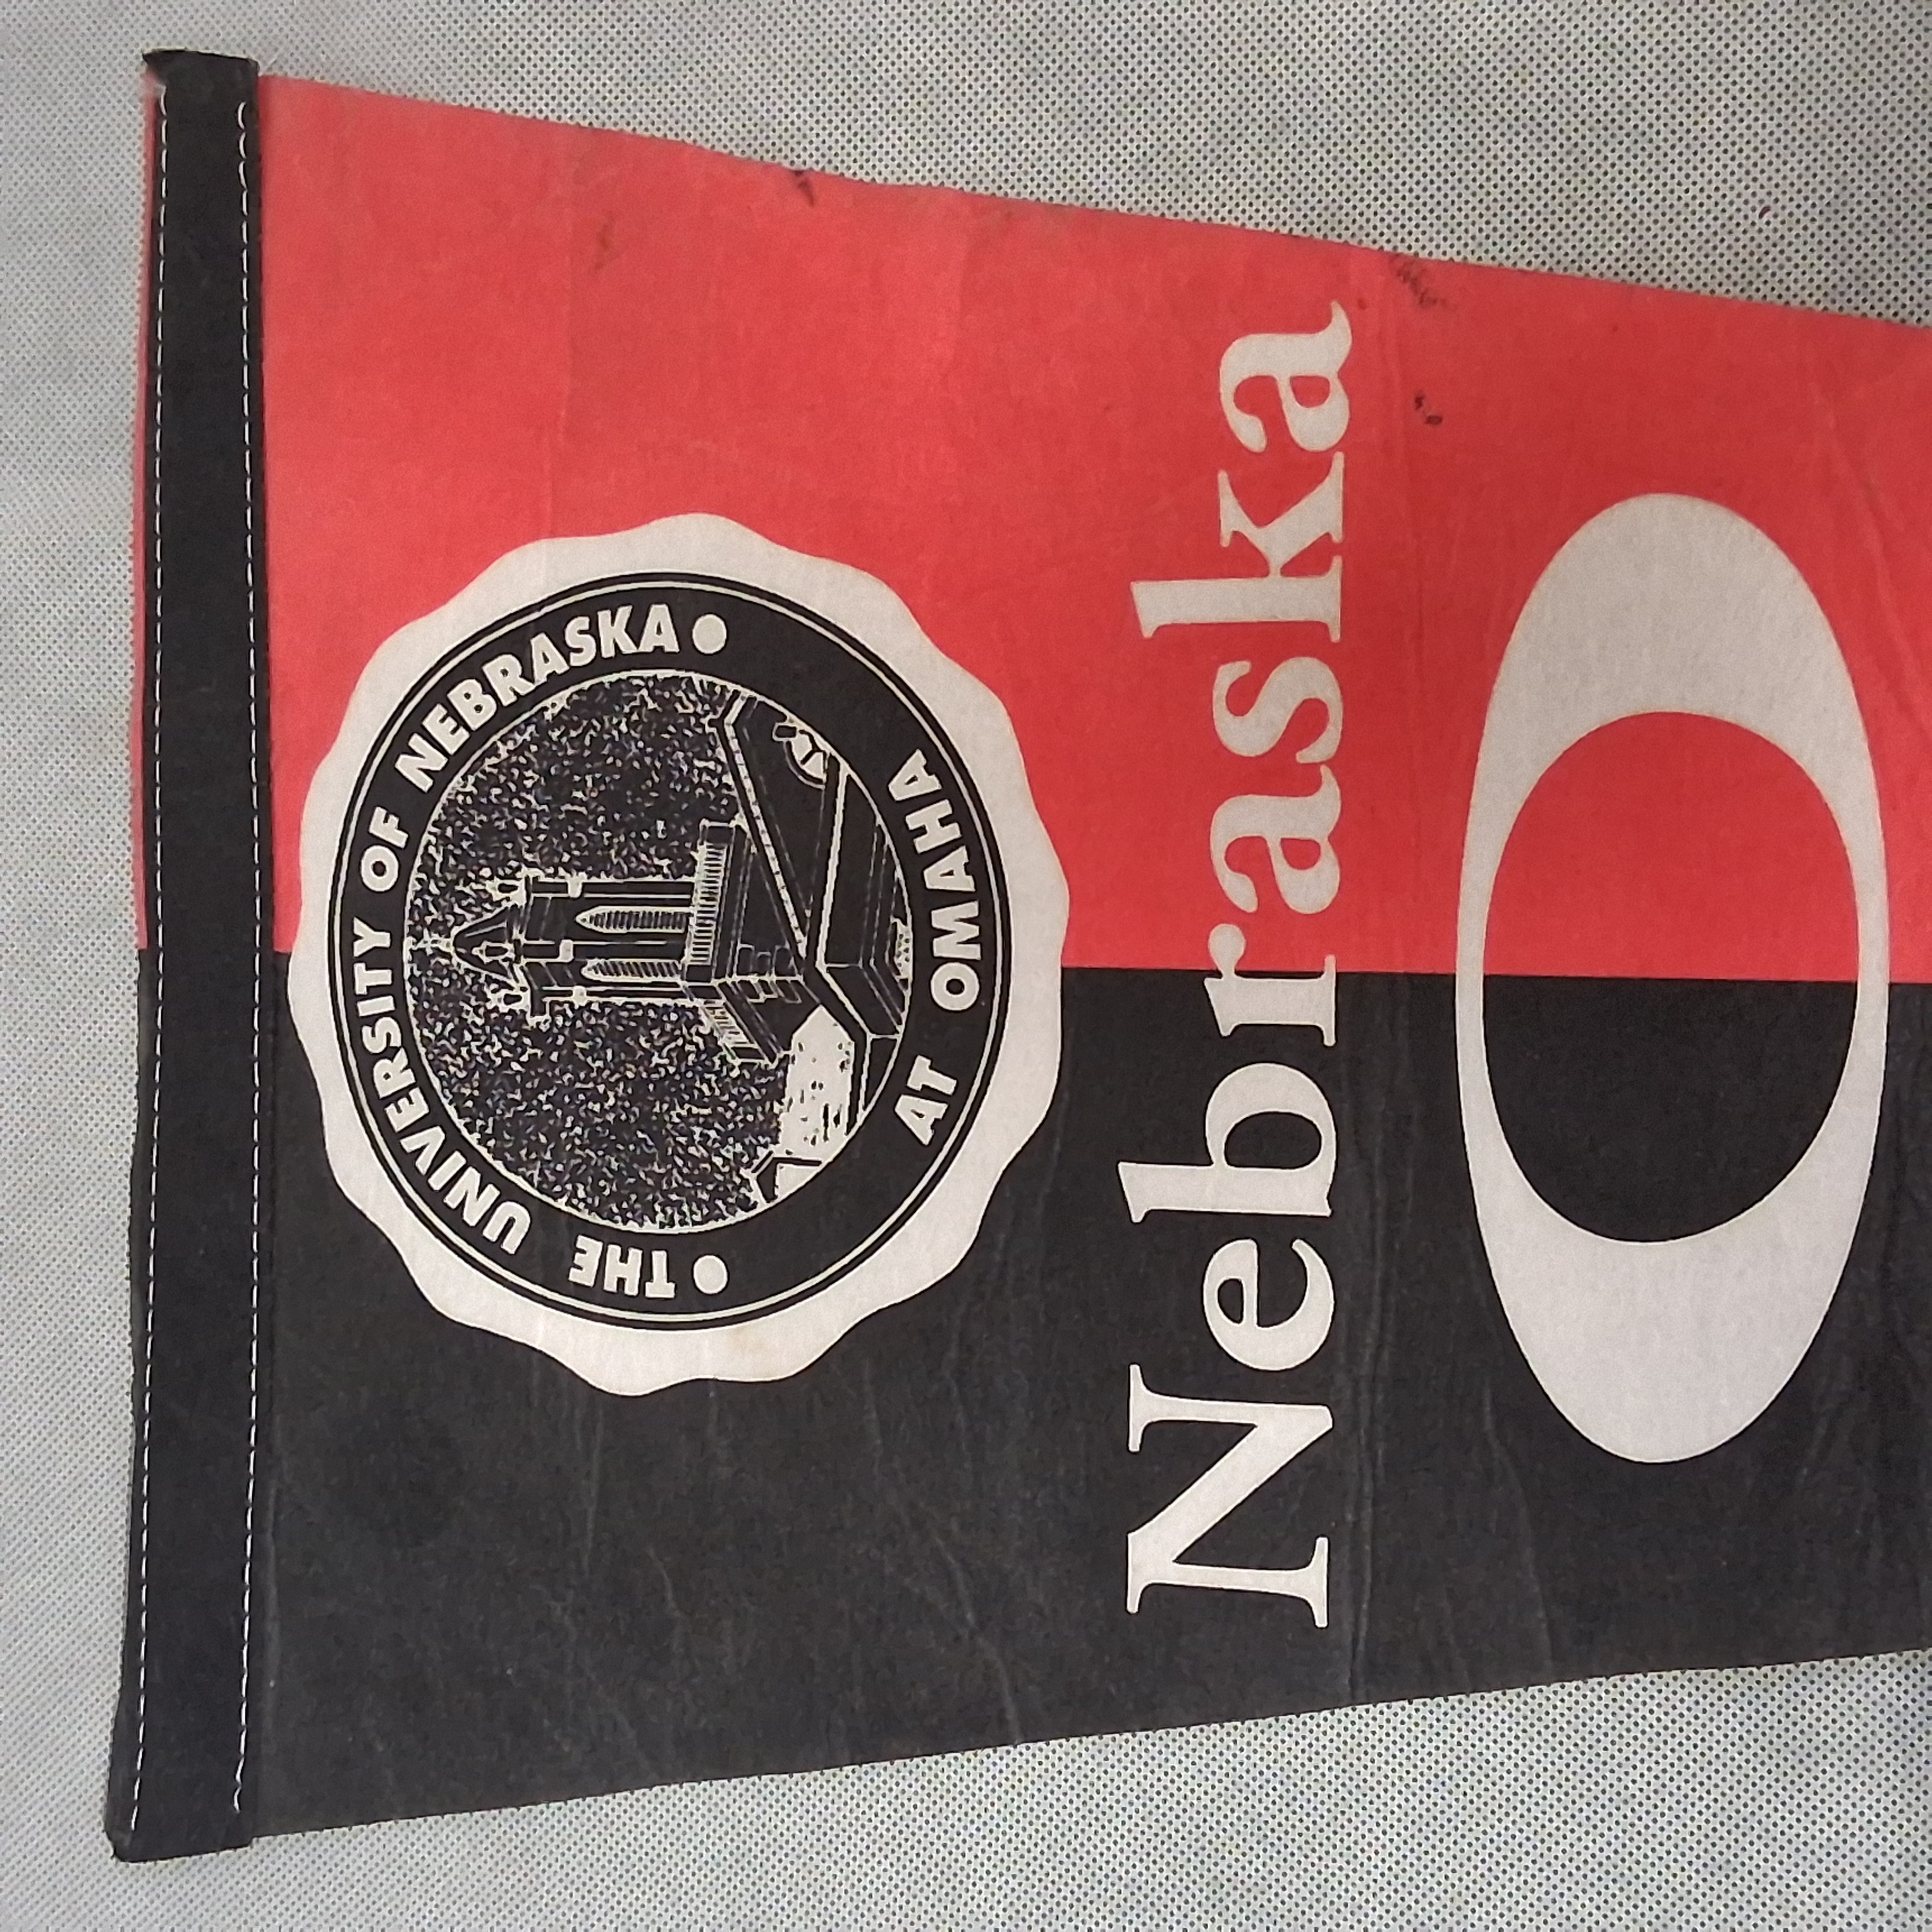 • THE UNIVERSITY OF NEBRASKA •
AT OMAHA
Nebraska
O